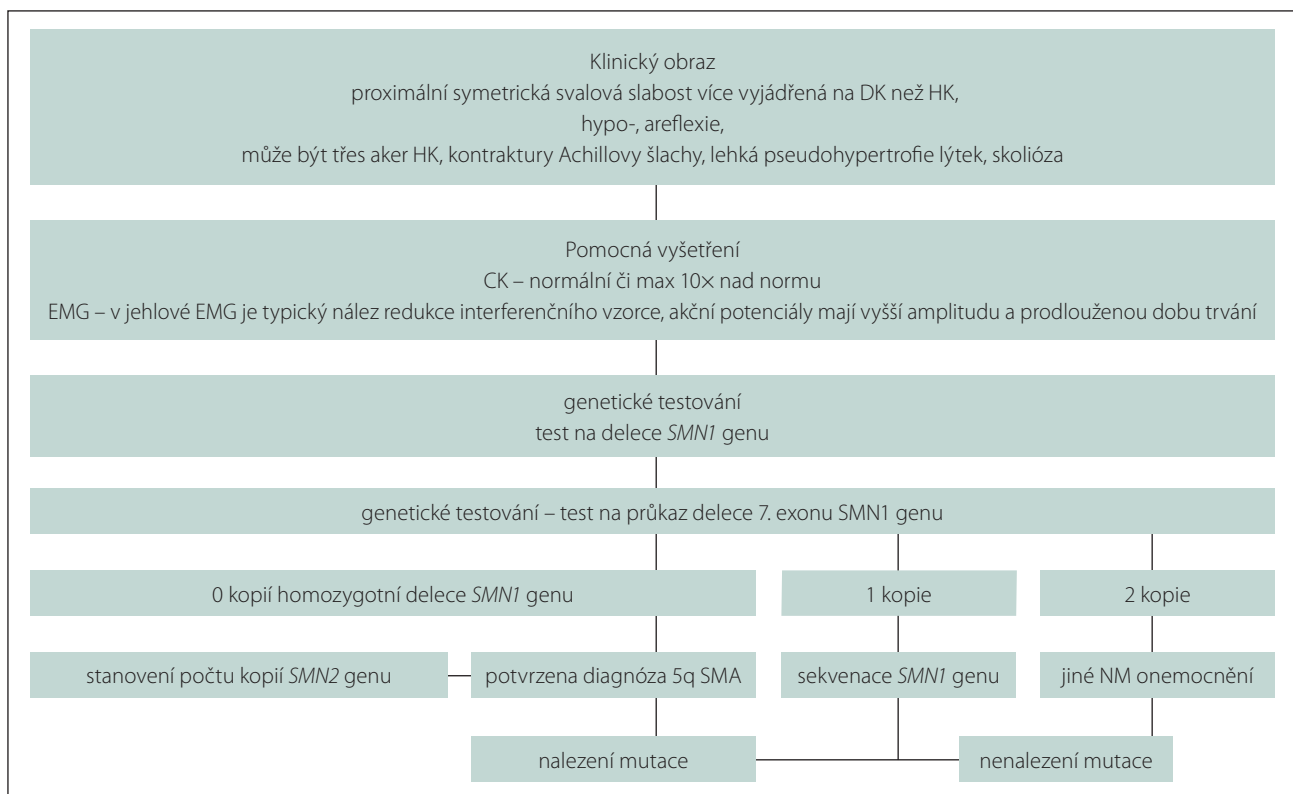 Klinický obraz
proximální symetrická svalová slabost více vyjádřená na DK než HK,
hypo-, areflexie,
může být třes aker HK, kontraktury Achillovy šlachy, lehká pseudohypertrofie lýtek, skolióza
Pomocná vyšetření
CK – normální či max 10× nad normu
EMG – v jehlové EMG je typický nález redukce interferenčního vzorce, akční potenciály mají vyšší amplitudu a prodlouženou dobu trvání
genetické testování
test na delece SMN1 genu
genetické testování – test na průkaz delece 7. exonu SMN1 genu
0 kopií homozygotní delece SMN1 genu
1 kopie
2 kopie
stanovení počtu kopií SMN2 genu
potvrzena diagnóza 5q SMA
sekvenace SMN1 genu
jiné NM onemocnění
nalezení mutace
nenalezení mutace